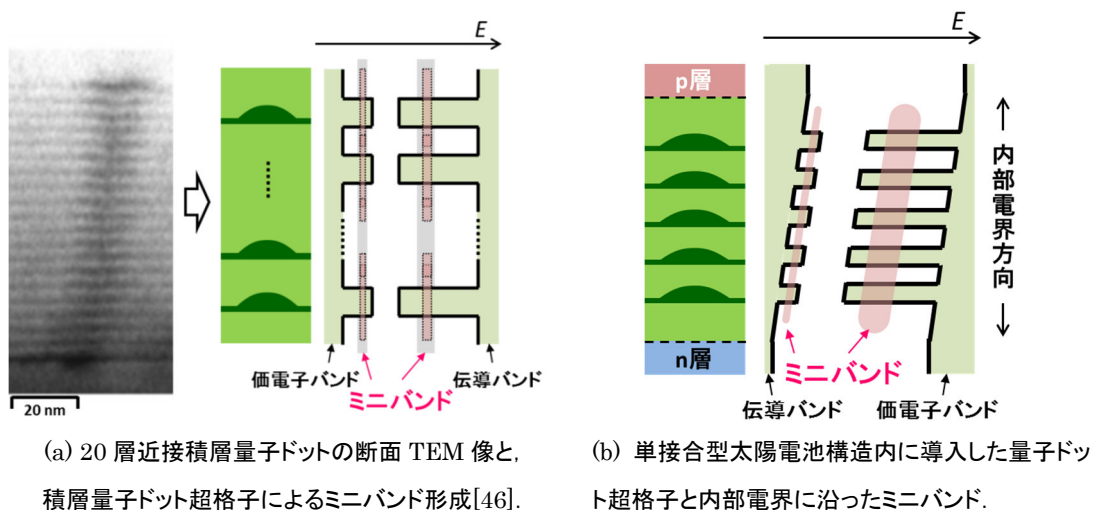 E
20 nm
価電子バンド
伝導バンド
ミニバンド
(a) 20 層近接積層量子ドットの断面 TEM 像と,
積層量子ドット超格子によるミニバンド形成[46].
E
p層
n層
内部電界方向
ミニバンド
伝導バンド
価電子バンド
(b) 単接合型太陽電池構造内に導入した量子ドッ
ト超格子と内部電界に沿ったミニバンド.